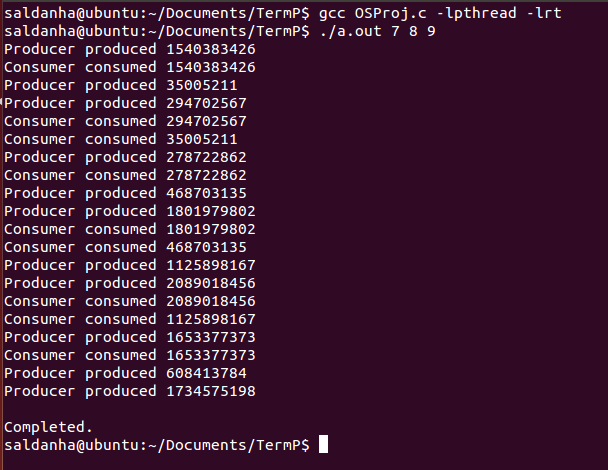 saldanha@ubuntu:~/Documents/TermP$ gcc OSProj.c -lpthread -lrt
saldanha@ubuntu:~/Documents/TermP$ ./a.out 7 8 9
Producer produced 1540383426
Consumer consumed 1540383426
Producer produced 35005211
Producer produced 294702567
Consumer consumed 294702567
Consumer consumed 35005211
Producer produced 278722862
Consumer consumed 278722862
Producer produced 468703135
Producer produced 1801979802
Consumer consumed 1801979802
Consumer consumed 468703135
Producer produced 1125898167
Producer produced 2089018456
Consumer consumed 2089018456
Consumer consumed 1125898167
Producer produced 1653377373
Consumer consumed 1653377373
Producer produced 608413784
Producer produced 1734575198
Completed.
saldanha@ubuntu:~/Documents/TermP$